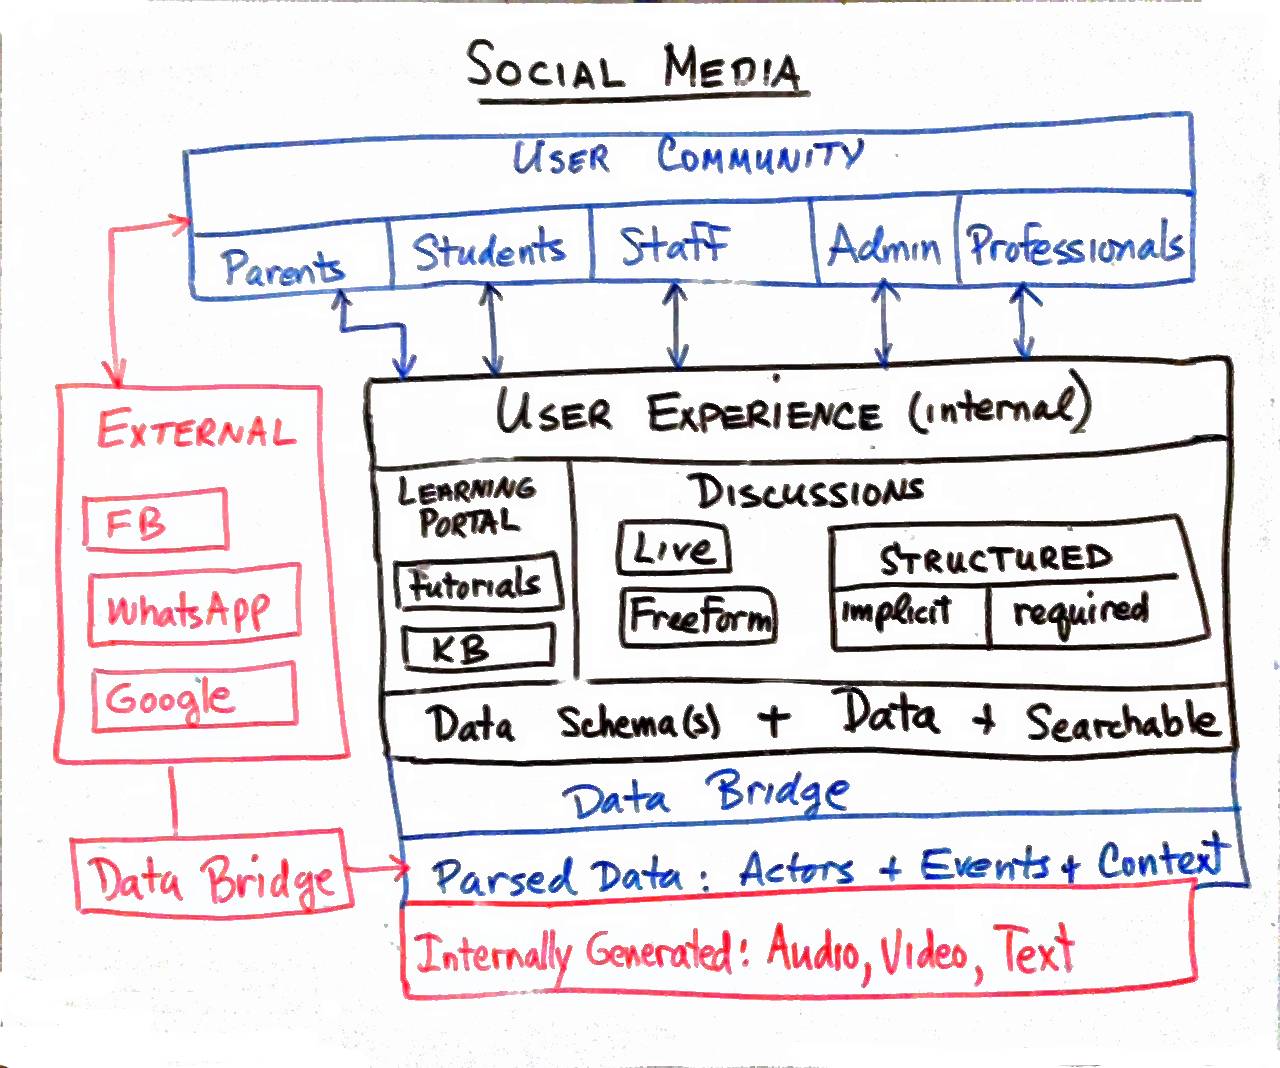 SOCIAL MEDIA
USER COMMUNITY
Parents Students Staff Admin Professionals
EXTERNAL
FB
WhatsApp
Google
Data Bridge
USER EXPERIENCE (internal)
LEARNING
PORTAL
Tutorials
KB
DISCUSSIONS
Live
Freeform
STRUCTURED
implicit required
Data Schema(s) + Data + Searchable
Data Bridge
Parsed Data: Actors + Events + Context
Internally Generated: Audio, Video, Text